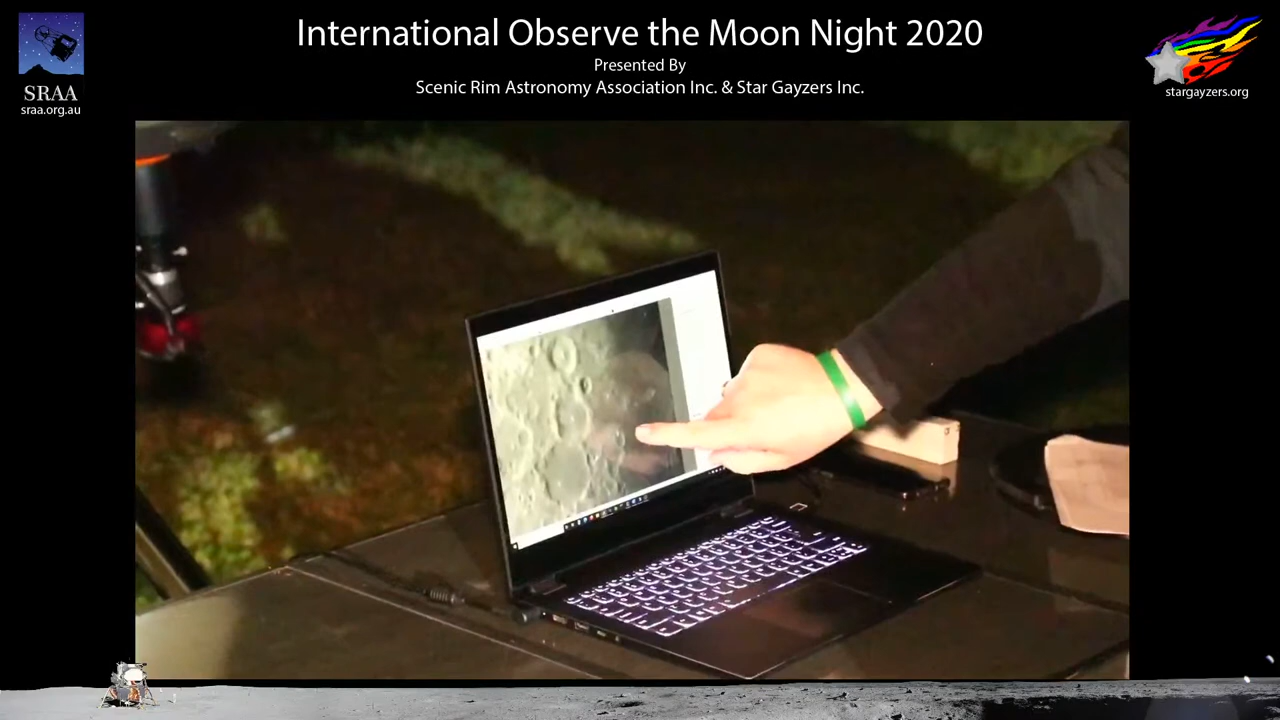 International Observe the Moon Night 2020
Presented By
Scenic Rim Astronomy Association Inc. & Star Gayzers Inc.
SRAA
sraa.org.au
stargayzers.org